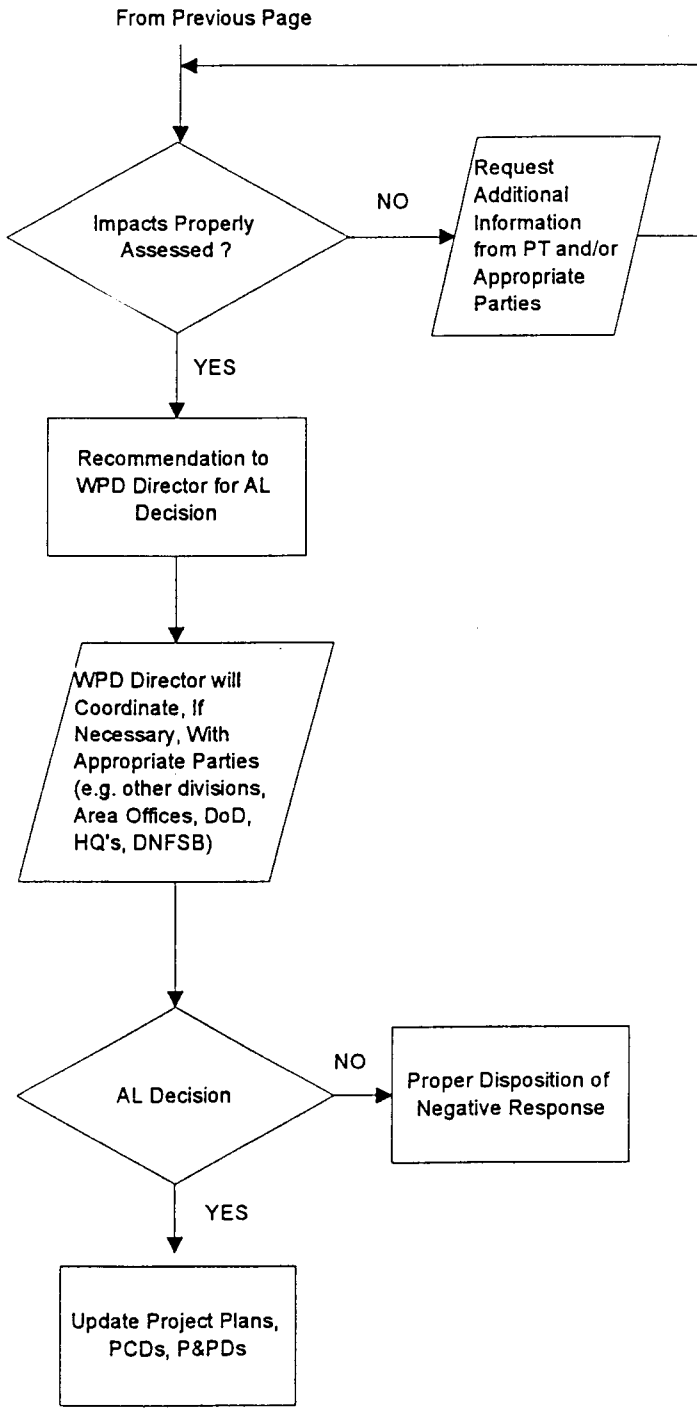 From Previous Page
Impacts Properly
Assessed ?
NO
Request
Additional
Information
from PT and/or
Appropriate
Parties
YES
Recommendation to
WPD Director for AL
Decision
WPD Director will
Coordinate, If
Necessary, With
Appropriate Parties
(e.g. other divisions,
Area Offices, DoD,
HQ's, DNFSB)
AL Decision
NO
Proper Disposition of
Negative Response
YES
Update Project Plans,
PCDs, P&PDs